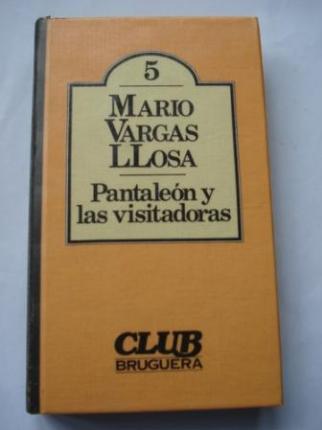 5
MARIO
VARGAS
LLOSA
Pantaleón y
las visitadoras
CLUB
BRUGUERA